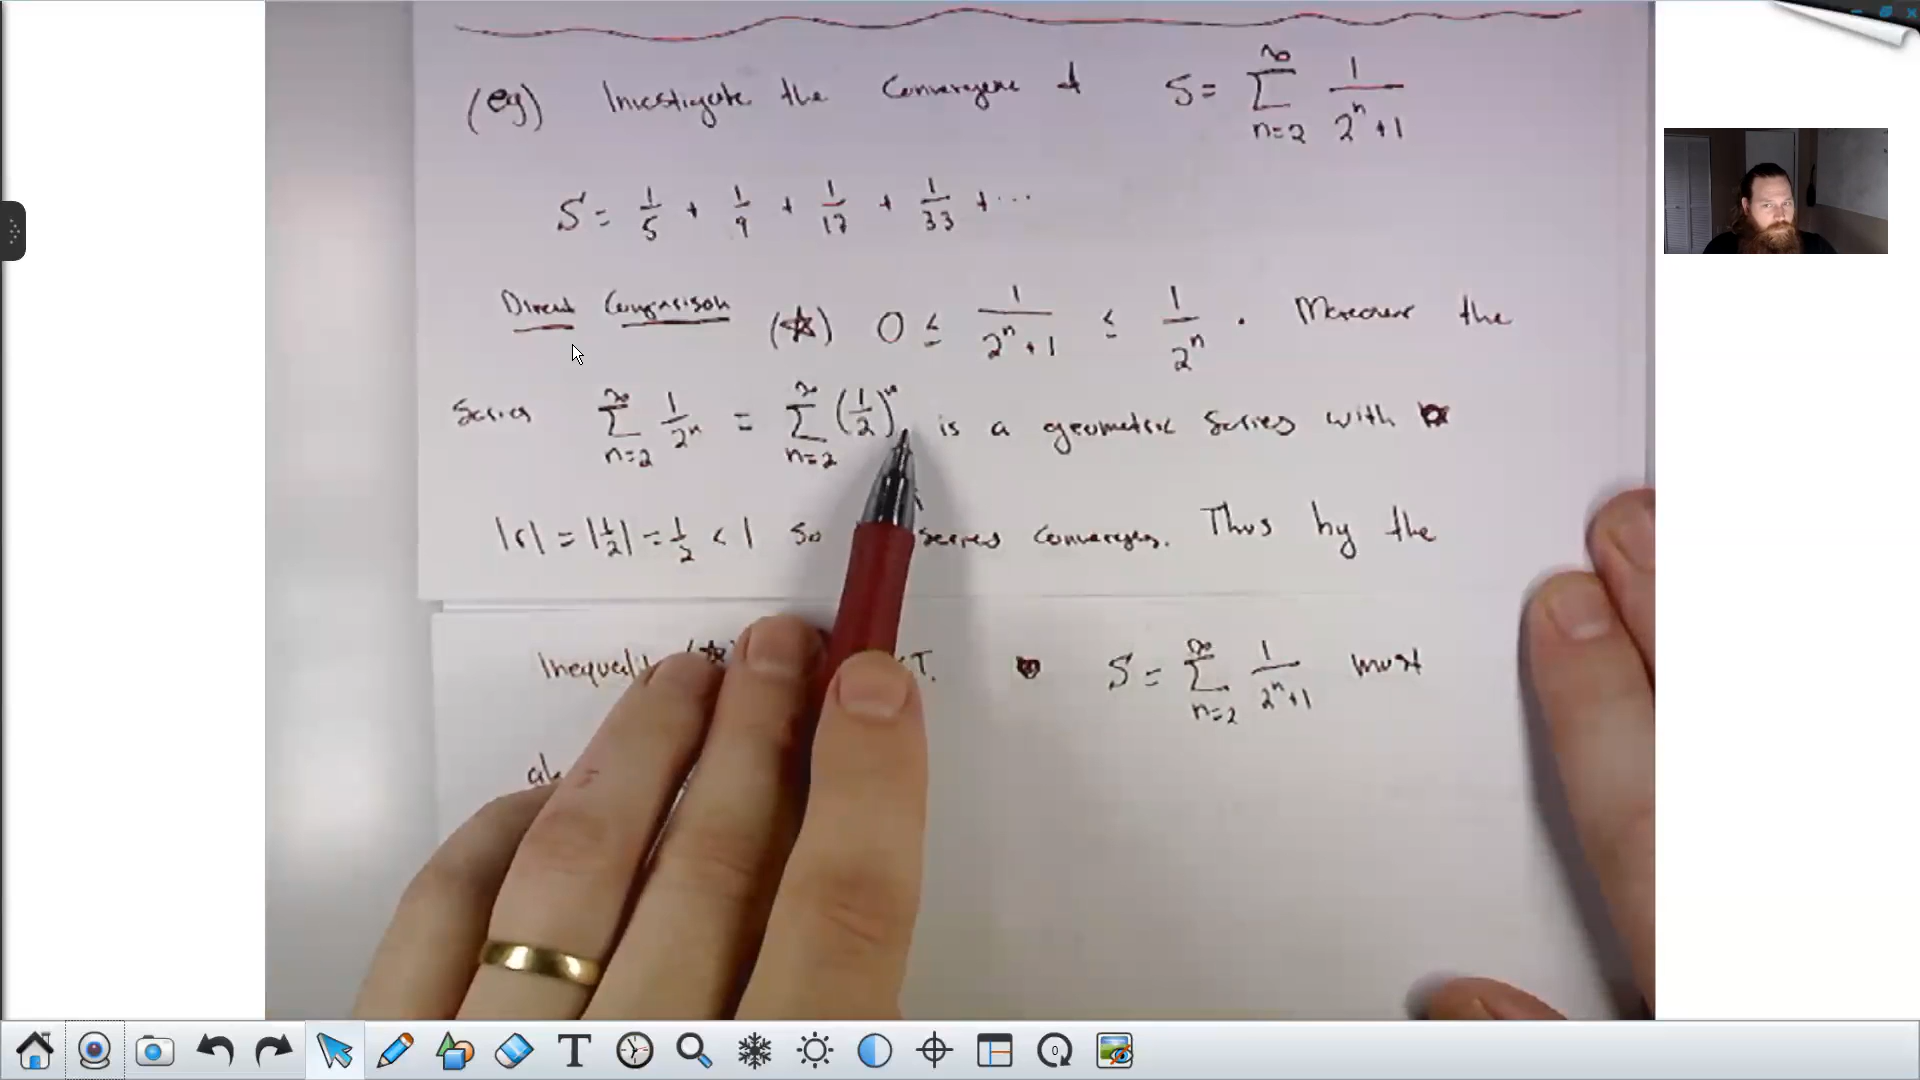 (eg) Investigate the Convergence of S = ∑_{n=2}^{∞} 1/(2^n + 1)
S = 1/5 + 1/9 + 1/17 + 1/33 + ...
Direct Comparison (☆) 0 ≤ 1/(2^n + 1) ≤ 1/2^n . Moreover the
Series ∑_{n=2}^{∞} 1/2^n = ∑_{n=2}^{∞} (1/2)^n is a geometric series with
|r| = |1/2| = 1/2 < 1 so series converges. Thus by the
T. S = ∑_{n=2}^{∞} 1/(2^n + 1) must
T
0